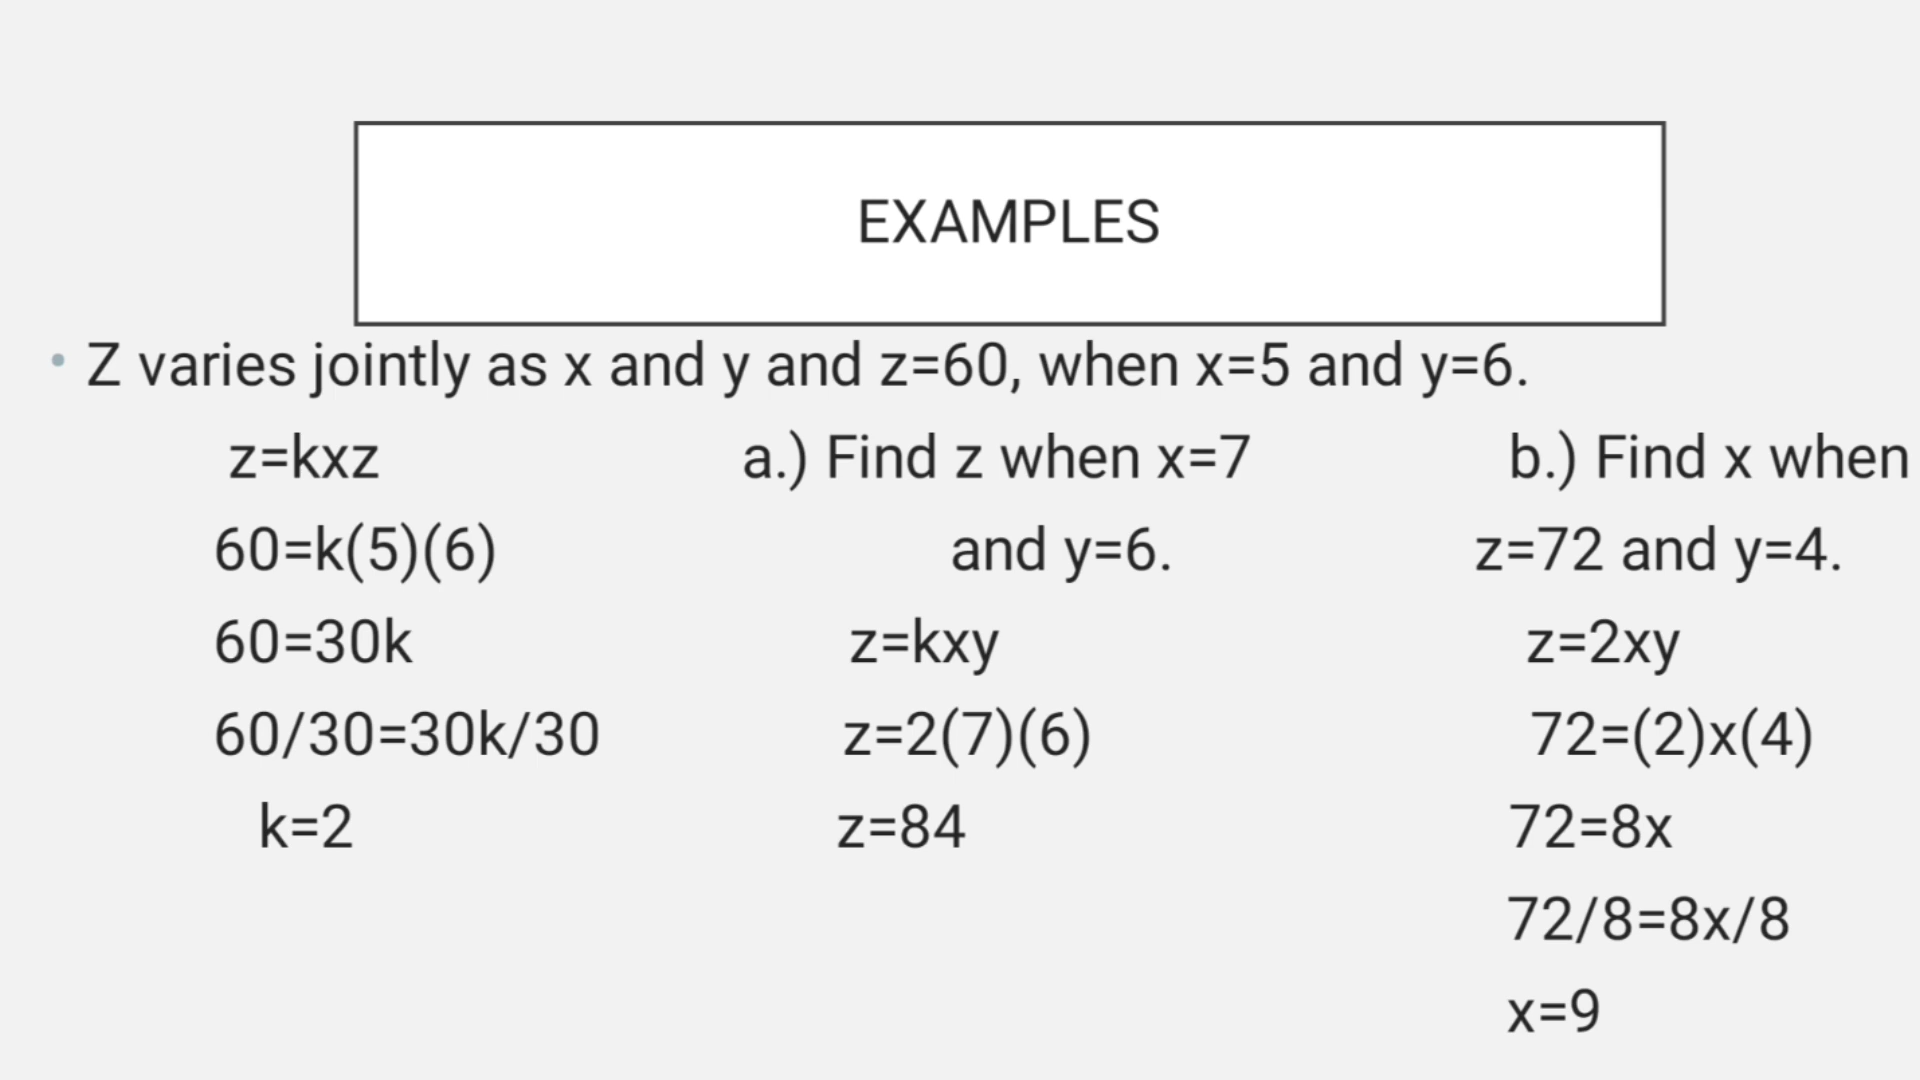 EXAMPLES
• Z varies jointly as x and y and z=60, when x=5 and y=6.
z=kxz a.) Find z when x=7 b.) Find x when
60=k(5)(6) and y=6. z=72 and y=4.
60=30k z=kxy z=2xy
60/30=30k/30 z=2(7)(6) 72=(2)x(4)
k=2 z=84 72=8x
72/8=8x/8
x=9